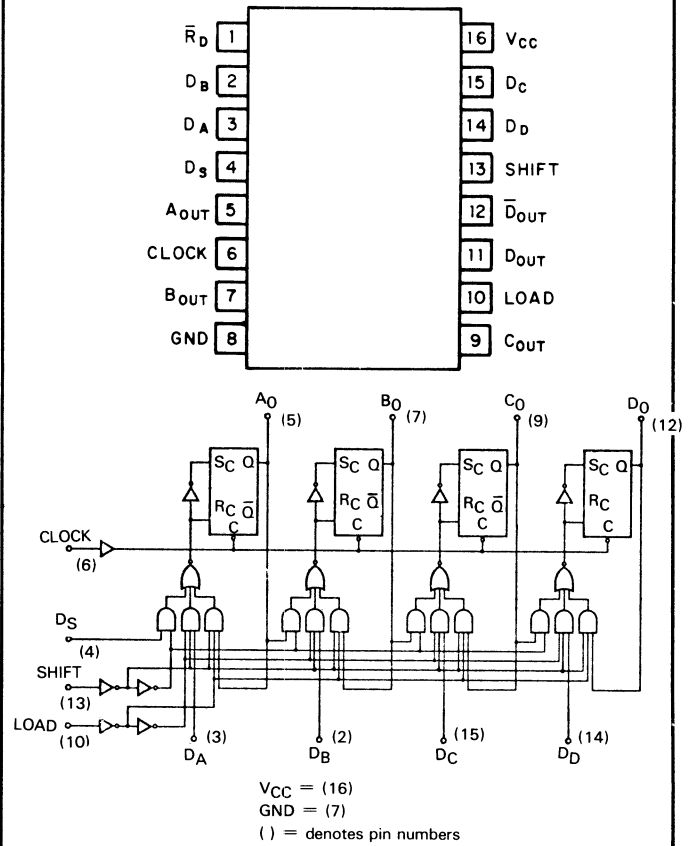 R̅D 1 16 VCC
DB 2 15 DC
DA 3 14 DD
DS 4 13 SHIFT
AOUT 5 12 D̅OUT
CLOCK 6 11 DOUT
BOUT 7 10 LOAD
GND 8 9 COUT
AO BO CO DO
(5) (7) (9) (12)
SC Q SC Q SC Q SC Q
RC Q̅ RC Q̅ RC Q̅ RC
C C C C
CLOCK
(6)
DS
(4)
SHIFT
(13)
LOAD
(10) (3) (2) (15) (14)
DA DB DC DD
VCC = (16)
GND = (7)
( ) = denotes pin numbers